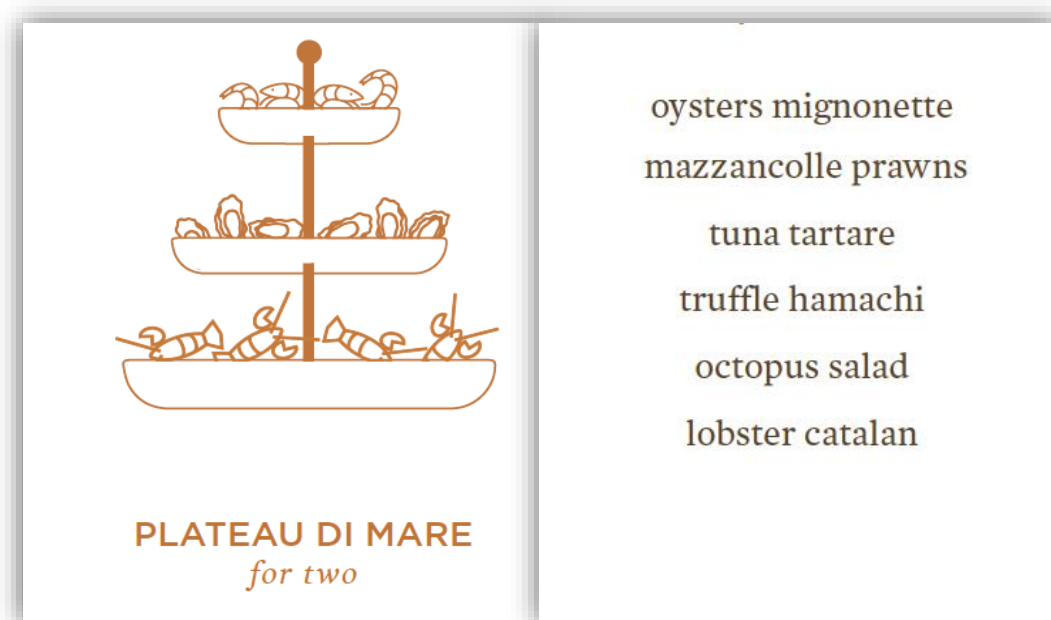 PLATEAU DI MARE
for two
oysters mignonette
mazzancolle prawns
tuna tartare
truffle hamachi
octopus salad
lobster catalan